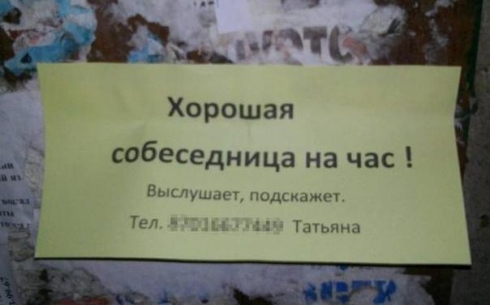 Хорошая
собеседница на час !
Выслушает, подскажет.
Тел. Татьяна